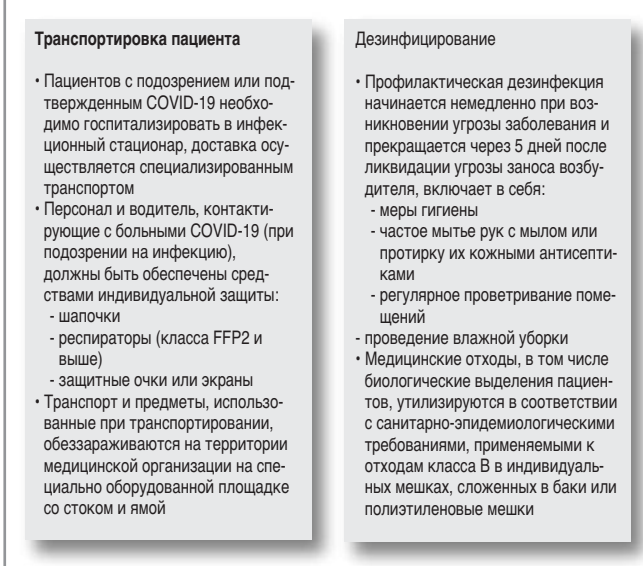 Транспортировка пациента
• Пациентов с подозрением или под-
твержденным COVID-19 необхо-
димо госпитализировать в инфек-
ционный стационар, доставка осу-
ществляется специализированным
транспортом
• Персонал и водитель, контакти-
рующие с больными COVID-19 (при
подозрении на инфекцию),
должны быть обеспечены сред-
ствами индивидуальной защиты:
- шапочки
- респираторы (класса FFP2 и
выше)
- защитные очки или экраны
• Транспорт и предметы, использо-
ванные при транспортировании,
обеззараживаются на территории
медицинской организации на спе-
циально оборудованной площадке
со стоком и ямой
Дезинфицирование
• Профилактическая дезинфекция
начинается немедленно при воз-
никновении угрозы заболевания и
прекращается через 5 дней после
ликвидации угрозы заноса возбу-
дителя, включает в себя:
- меры гигиены
- частое мытье рук с мылом или
протирку их кожными антисепти-
ками
- регулярное проветривание поме-
щений
- проведение влажной уборки
• Медицинские отходы, в том числе
биологические выделения пациен-
тов, утилизируются в соответствии
с санитарно-эпидемиологическими
требованиями, применяемыми к
отходам класса В в индивидуаль-
ных мешках, сложенных в баки или
полиэтиленовые мешки